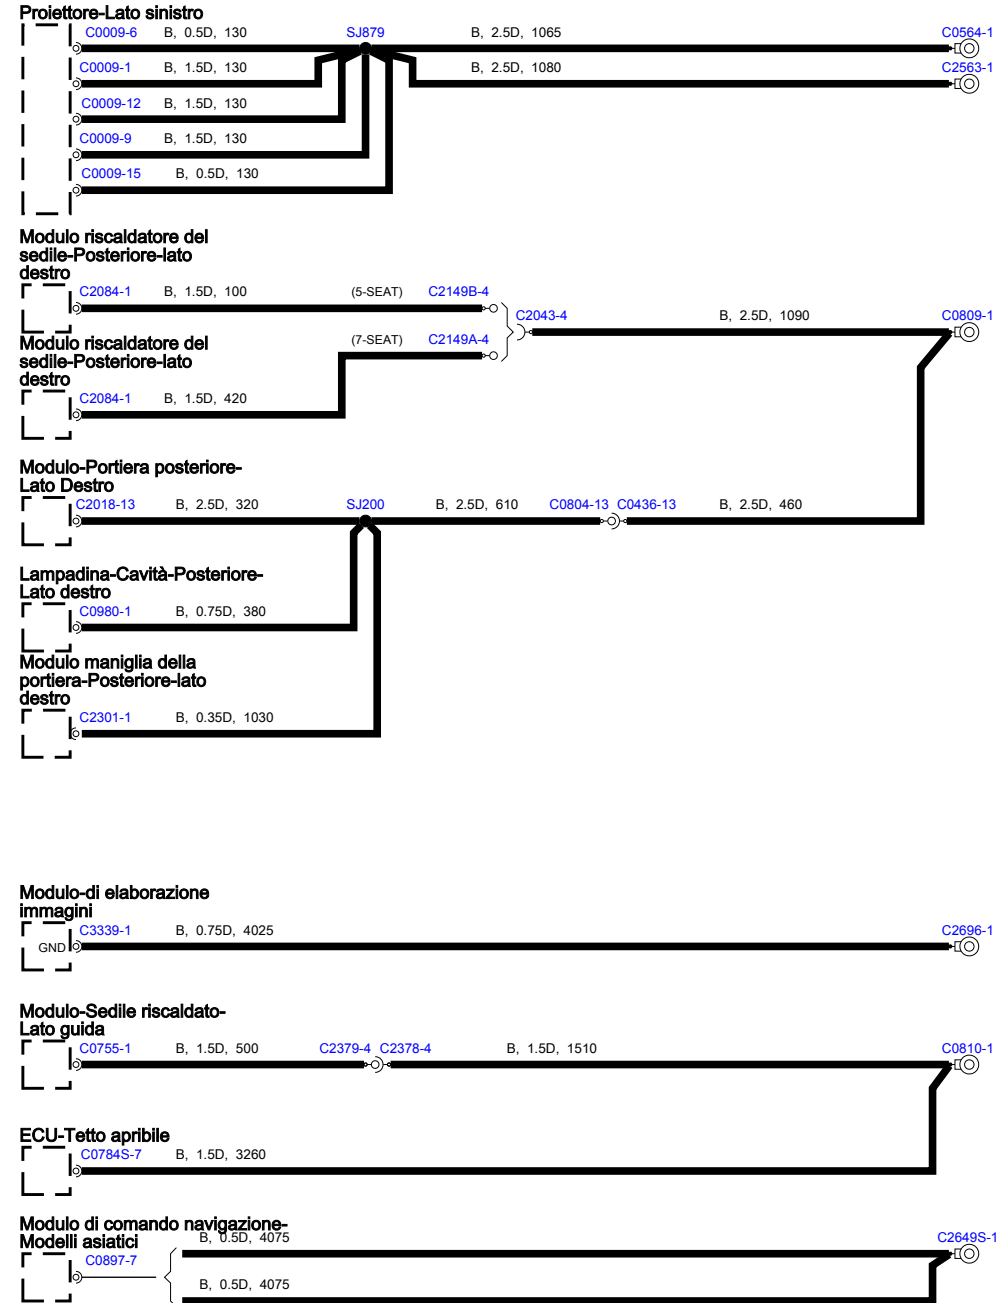 Proiettore-Lato sinistro
C0009-6 B, 0.5D, 130 SJ879 B, 2.5D, 1065 C0564-1
C0009-1 B, 1.5D, 130 B, 2.5D, 1080 C2563-1
C0009-12 B, 1.5D, 130
C0009-9 B, 1.5D, 130
C0009-15 B, 0.5D, 130
Modulo riscaldatore del
sedile-Posteriore-lato
destro
C2084-1 B, 1.5D, 100 (5-SEAT) C2149B-4
C2043-4 B, 2.5D, 1090 C0809-1
Modulo riscaldatore del
sedile-Posteriore-lato
destro
(7-SEAT) C2149A-4
C2084-1 B, 1.5D, 420
Modulo-Portiera posteriore-
Lato Destro
C2018-13 B, 2.5D, 320 SJ200 B, 2.5D, 610 C0804-13 C0436-13 B, 2.5D, 460
Lampadina-Cavità-Posteriore-
Lato destro
C0980-1 B, 0.75D, 380
Modulo maniglia della
portiera-Posteriore-lato
destro
C2301-1 B, 0.35D, 1030
Modulo-di elaborazione
immagini
C3339-1 B, 0.75D, 4025 C2696-1
GND
Modulo-Sedile riscaldato-
Lato guida
C0755-1 B, 1.5D, 500 C2379-4 C2378-4 B, 1.5D, 1510 C0810-1
ECU-Tetto apribile
C0784S-7 B, 1.5D, 3260
Modulo di comando navigazione-
Modelli asiatici
B, 0.5D, 4075 C2649S-1
C0897-7
B, 0.5D, 4075